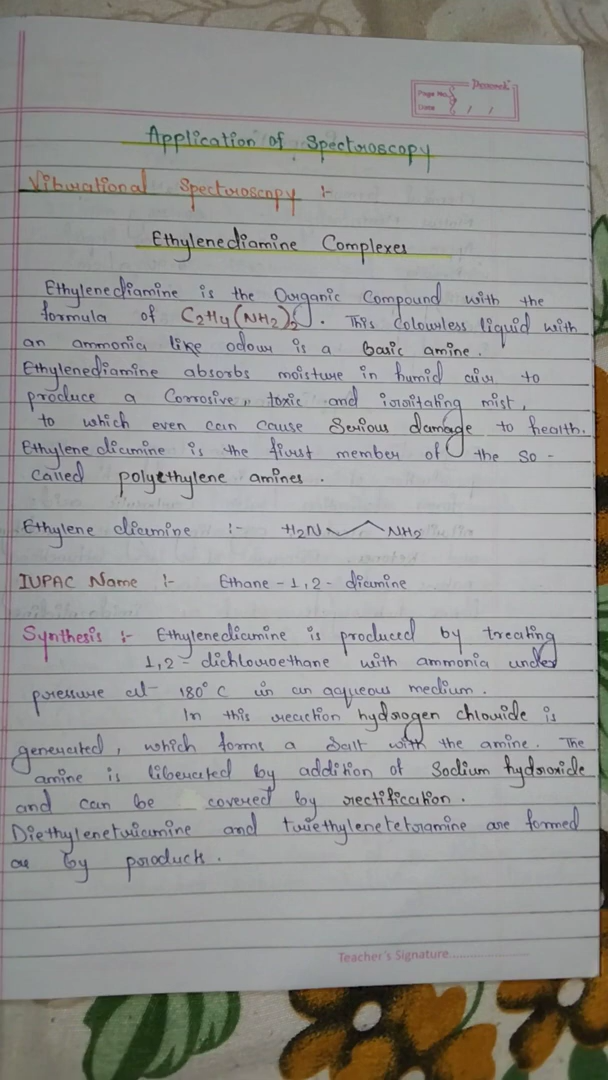 Personal
Page No.
Date / /
Application of Spectroscopy
Vibrational Spectroscopy :-
Ethylenediamine Complexes
Ethylenediamine is the Organic Compound with the
formula of C2H4(NH2)2. This Colourless liquid with
an ammonia like odour is a basic amine.
Ethylenediamine absorbs moisture in humid air to
produce a Corrosive, toxic and irritating mist,
to which even can cause Serious damage to health.
Ethylene diamine is the first member of the so-
called polyethylene amines.
Ethylene diamine :- H2N NH2
IUPAC Name :- Ethane-1,2-diamine
Synthesis :- Ethylenediamine is produced by treating
1,2-dichloroethane with ammonia under
pressure at 180°C in an aqueous medium.
In this reaction hydrogen chloride is
generated, which forms a salt with the amine. The
amine is liberated by addition of Sodium hydroxide
and can be covered by rectification.
Diethylenetriamine and triethylenetetramine are formed
as by products.
Teacher's Signature